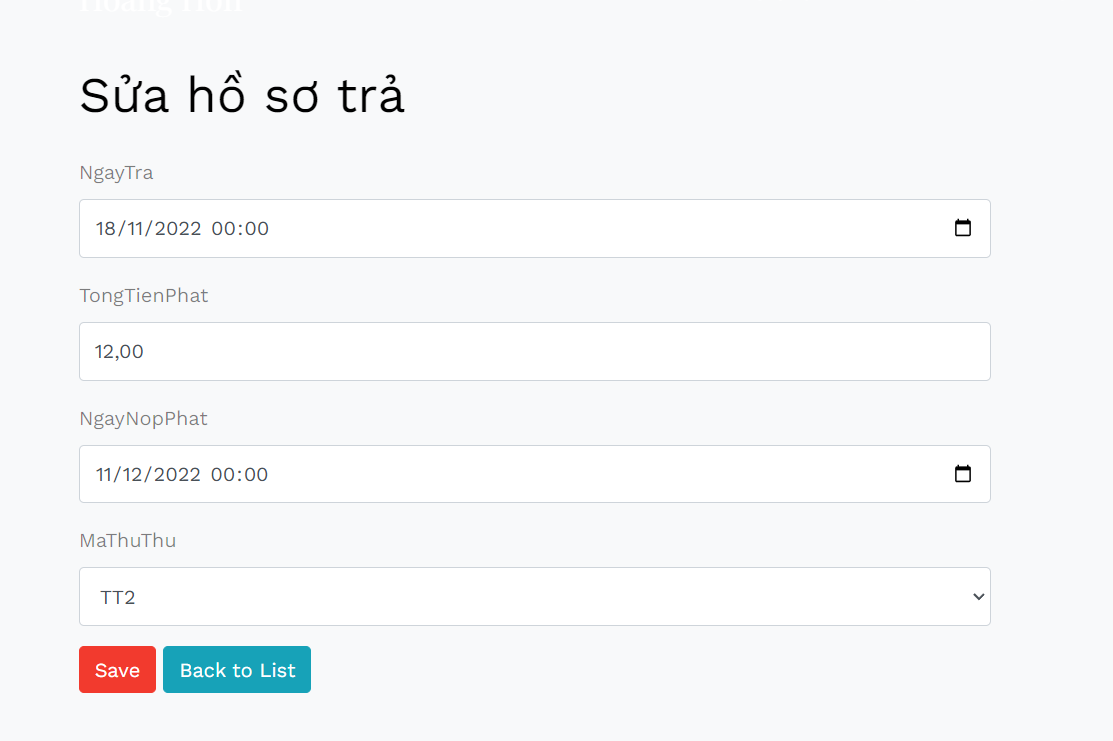 Sửa hồ sơ trả
NgayTra
18/11/2022 00:00
TongTienPhat
12,00
NgayNopPhat
11/12/2022 00:00
MaThuThu
TT2
Save Back to List